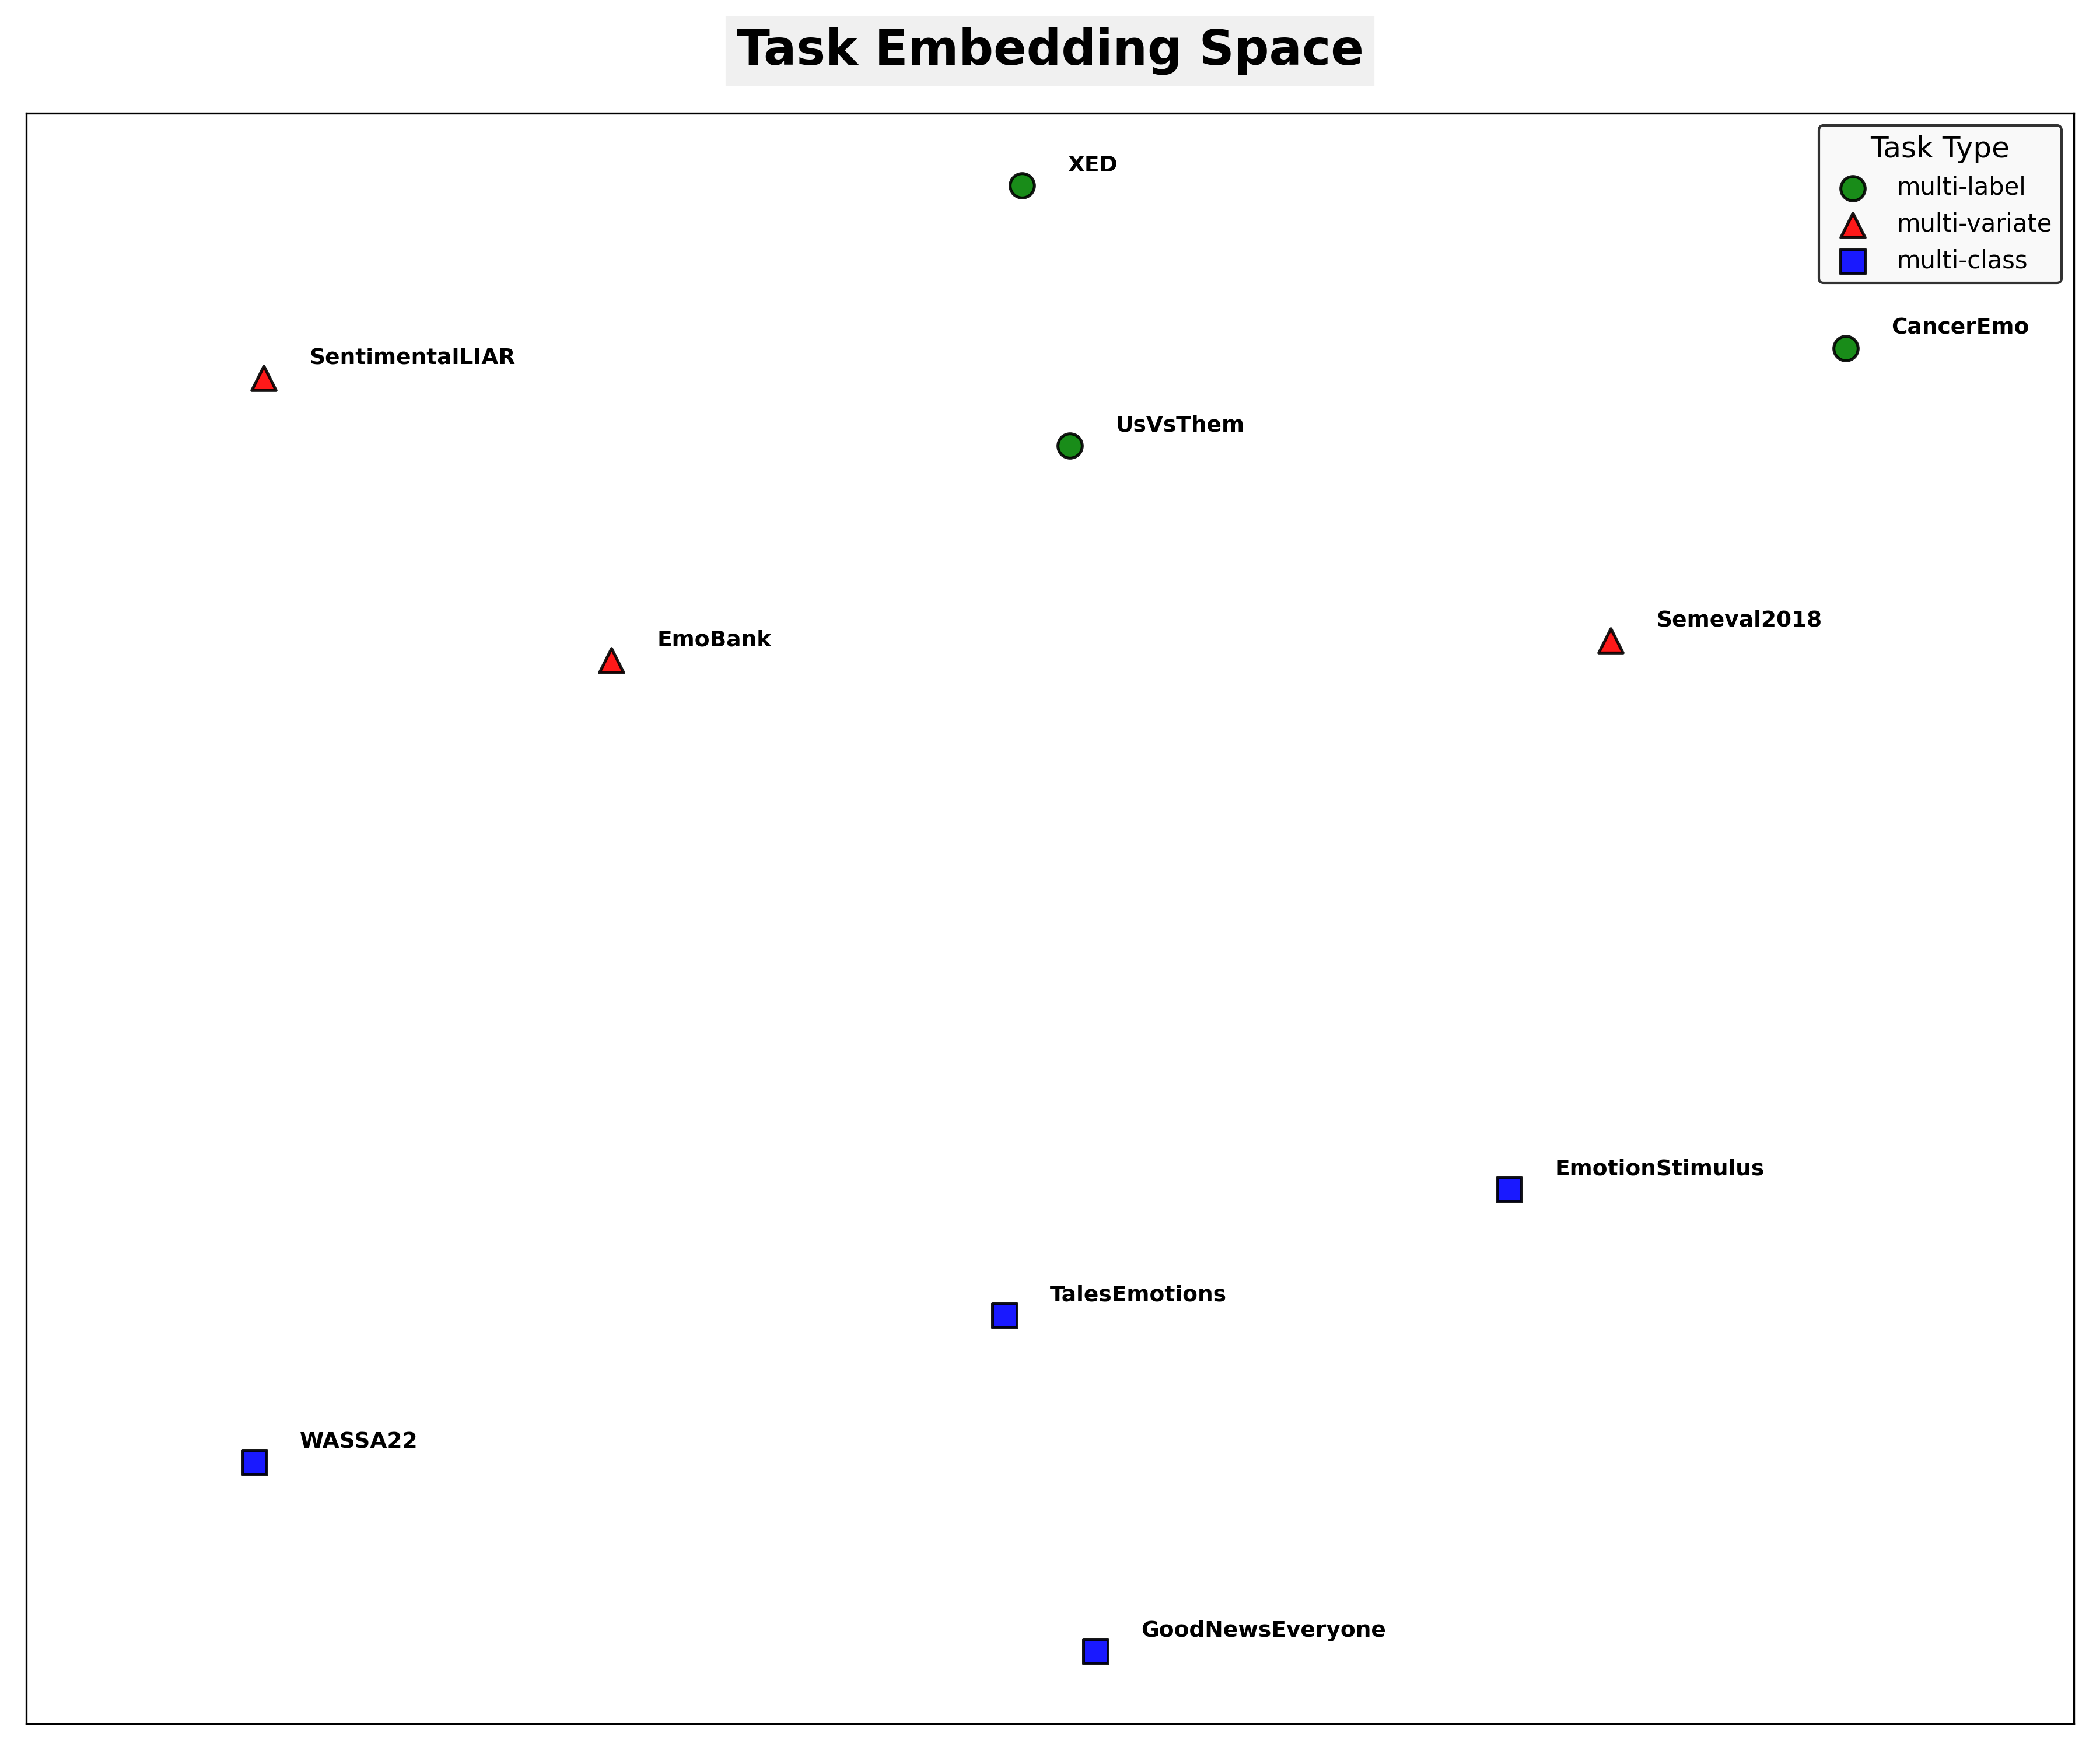 Task Embedding Space
Task Type
multi-label
multi-variate
multi-class
XED
CancerEmo
SentimentalLIAR
UsVsThem
Semeval2018
EmoBank
EmotionStimulus
TalesEmotions
WASSA22
GoodNewsEveryone